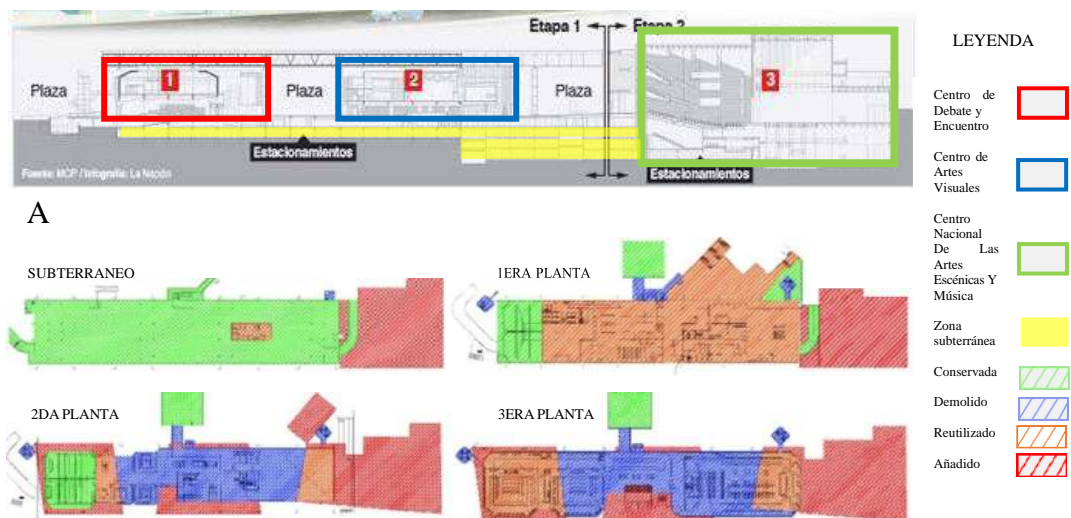 Etapa 1
Etapa 2
1
2
3
Plaza
Plaza
Plaza
Estacionamientos
Estacionamientos
Fuente: MCP / Infografía: La Nación
A
SUBTERRANEO
1ERA PLANTA
2DA PLANTA
3ERA PLANTA
LEYENDA
Centro de
Debate y
Encuentro
Centro de
Artes
Visuales
Centro
Nacional
De Las
Artes
Escénicas Y
Música
Zona
subterránea
Conservada
Demolido
Reutilizado
Añadido